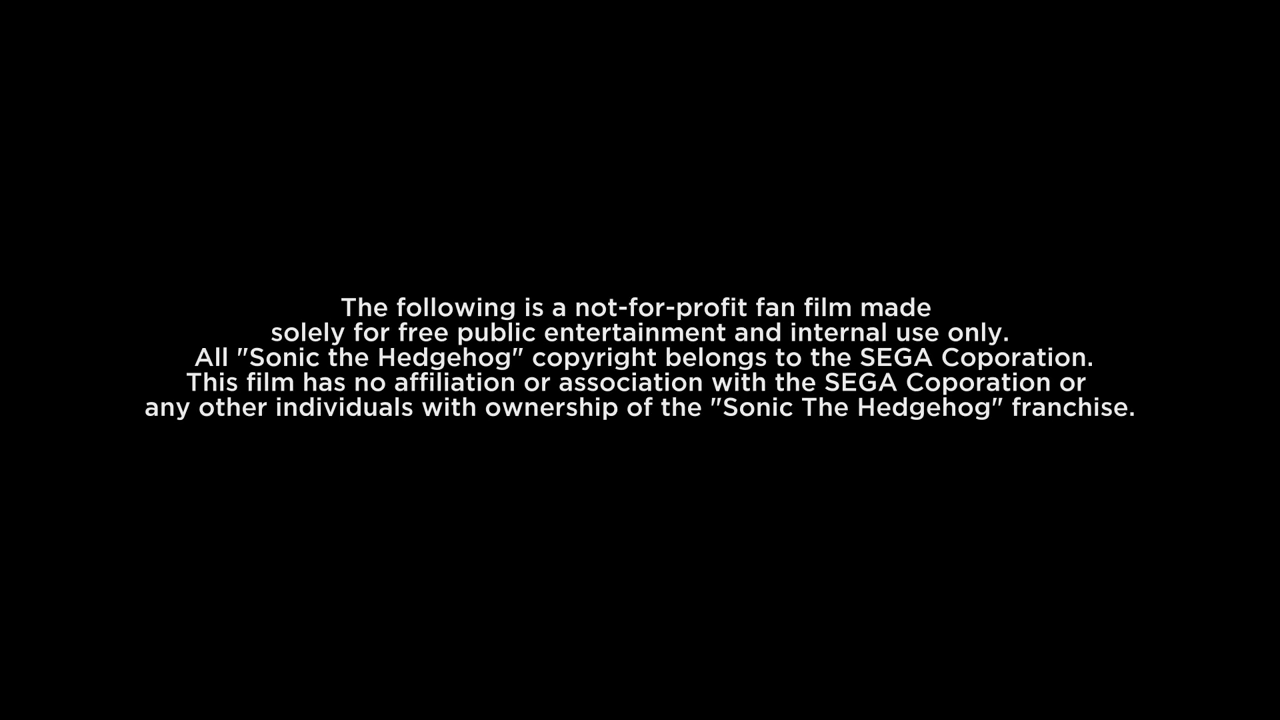 The following is a not-for-profit fan film made
solely for free public entertainment and internal use only.
All "Sonic the Hedgehog" copyright belongs to the SEGA Coporation.
This film has no affiliation or association with the SEGA Coporation or
any other individuals with ownership of the "Sonic The Hedgehog" franchise.